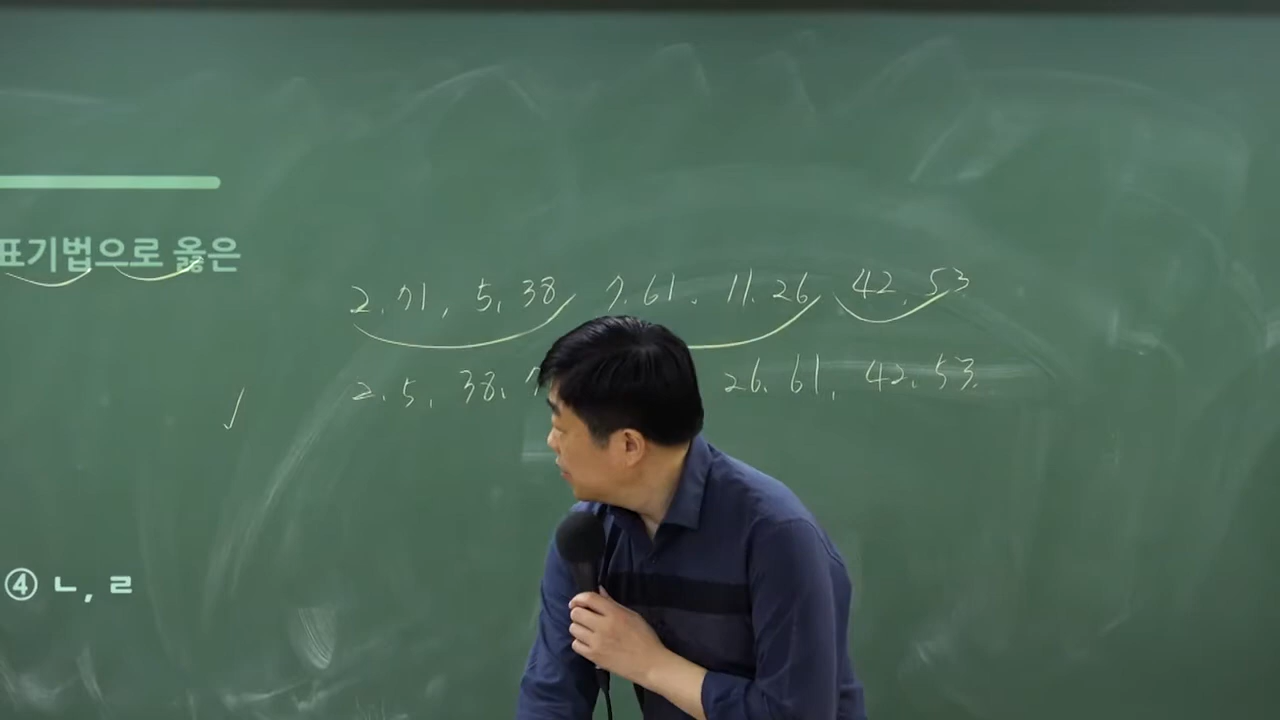 표기법으로 옳은
2. 71, 5, 38 7. 61. 11. 26 42. 53
2. 5, 38. 26. 61, 42. 53.
④ ㄴ, ㄹ